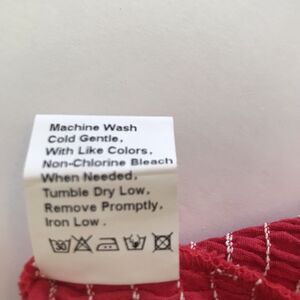 Machine Wash
Cold Gentle,
With Like Colors,
Non-Chlorine Bleach
When Needed,
Tumble Dry Low,
Remove Promptly,
Iron Low.